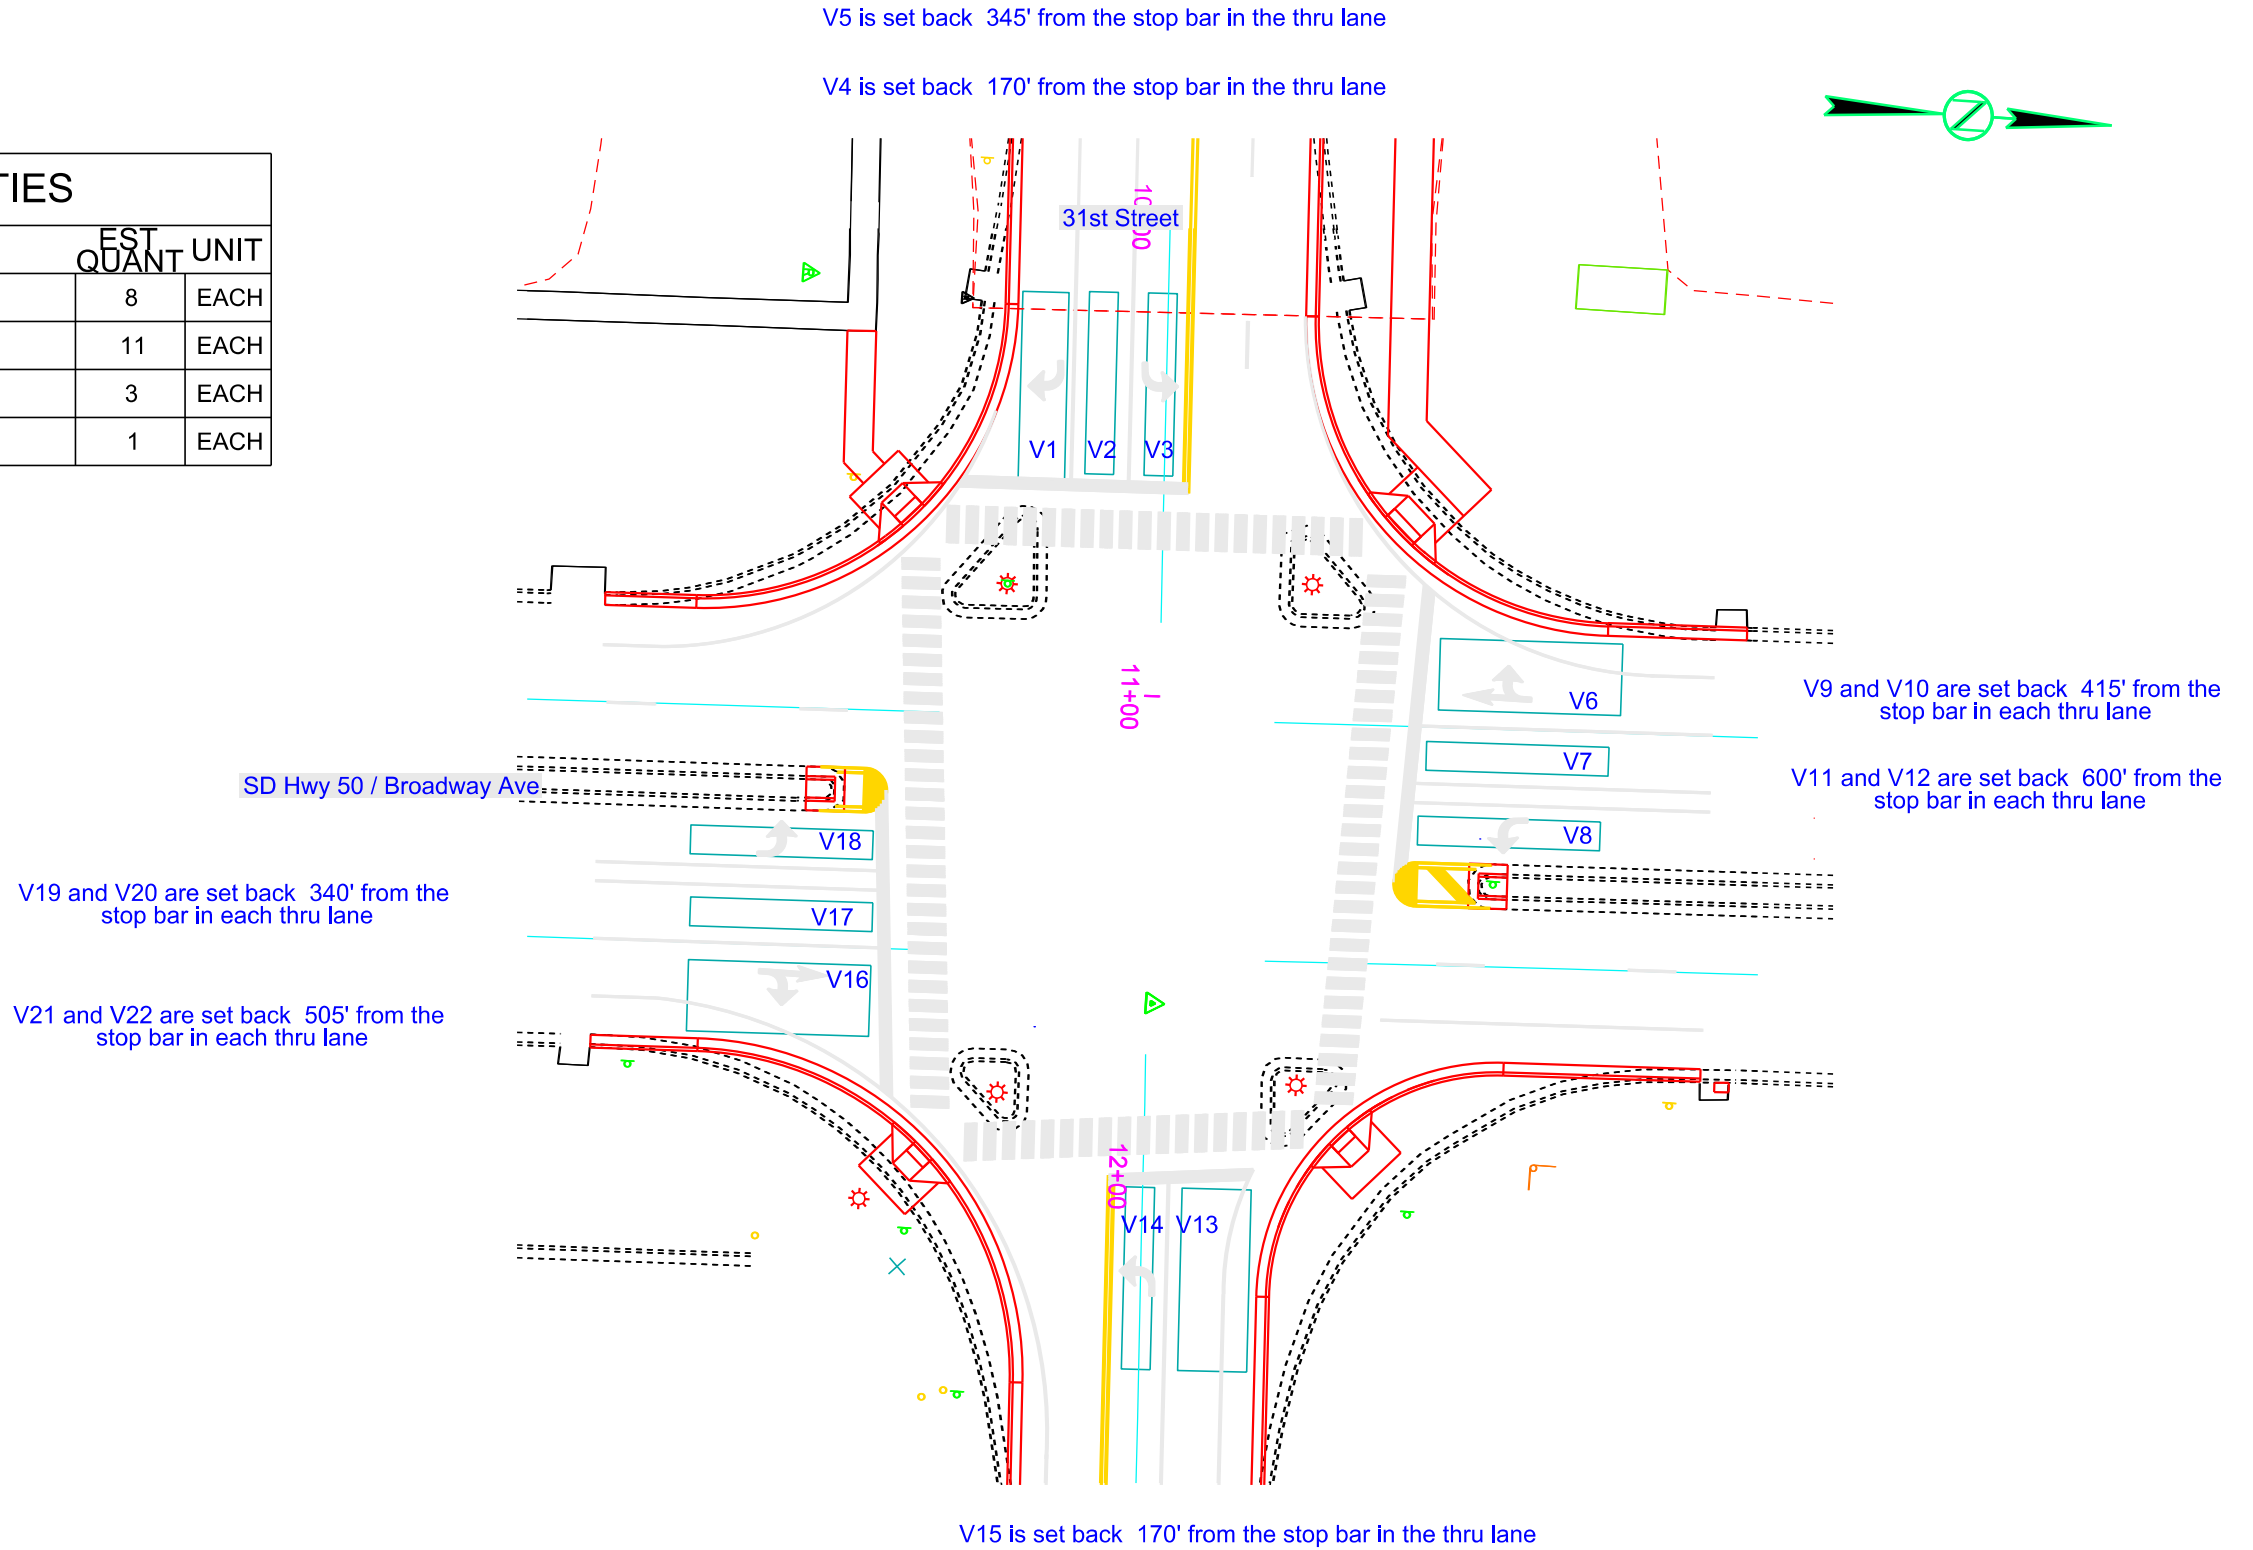 V5 is set back 345' from the stop bar in the thru lane
V4 is set back 170' from the stop bar in the thru lane
TIES
EST
QUANT UNIT
8 EACH
11 EACH
3 EACH
1 EACH
31st Street
V1 V2 V3
11+00
V6
V7
V8
V9 and V10 are set back 415' from the
stop bar in each thru lane
V11 and V12 are set back 600' from the
stop bar in each thru lane
SD Hwy 50 / Broadway Ave
V18
V17
V16
V19 and V20 are set back 340' from the
stop bar in each thru lane
V21 and V22 are set back 505' from the
stop bar in each thru lane
12+00
V14 V13
V15 is set back 170' from the stop bar in the thru lane